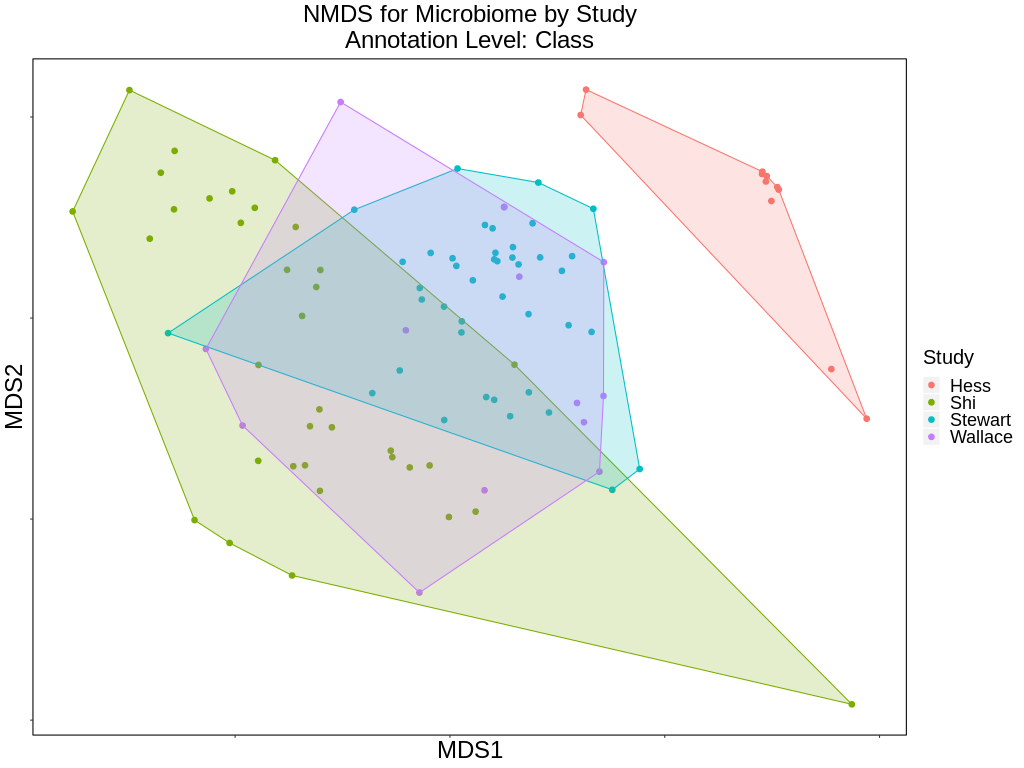 NMDS for Microbiome by Study
Annotation Level: Class
MDS2
MDS1
Study
Hess
Shi
Stewart
Wallace